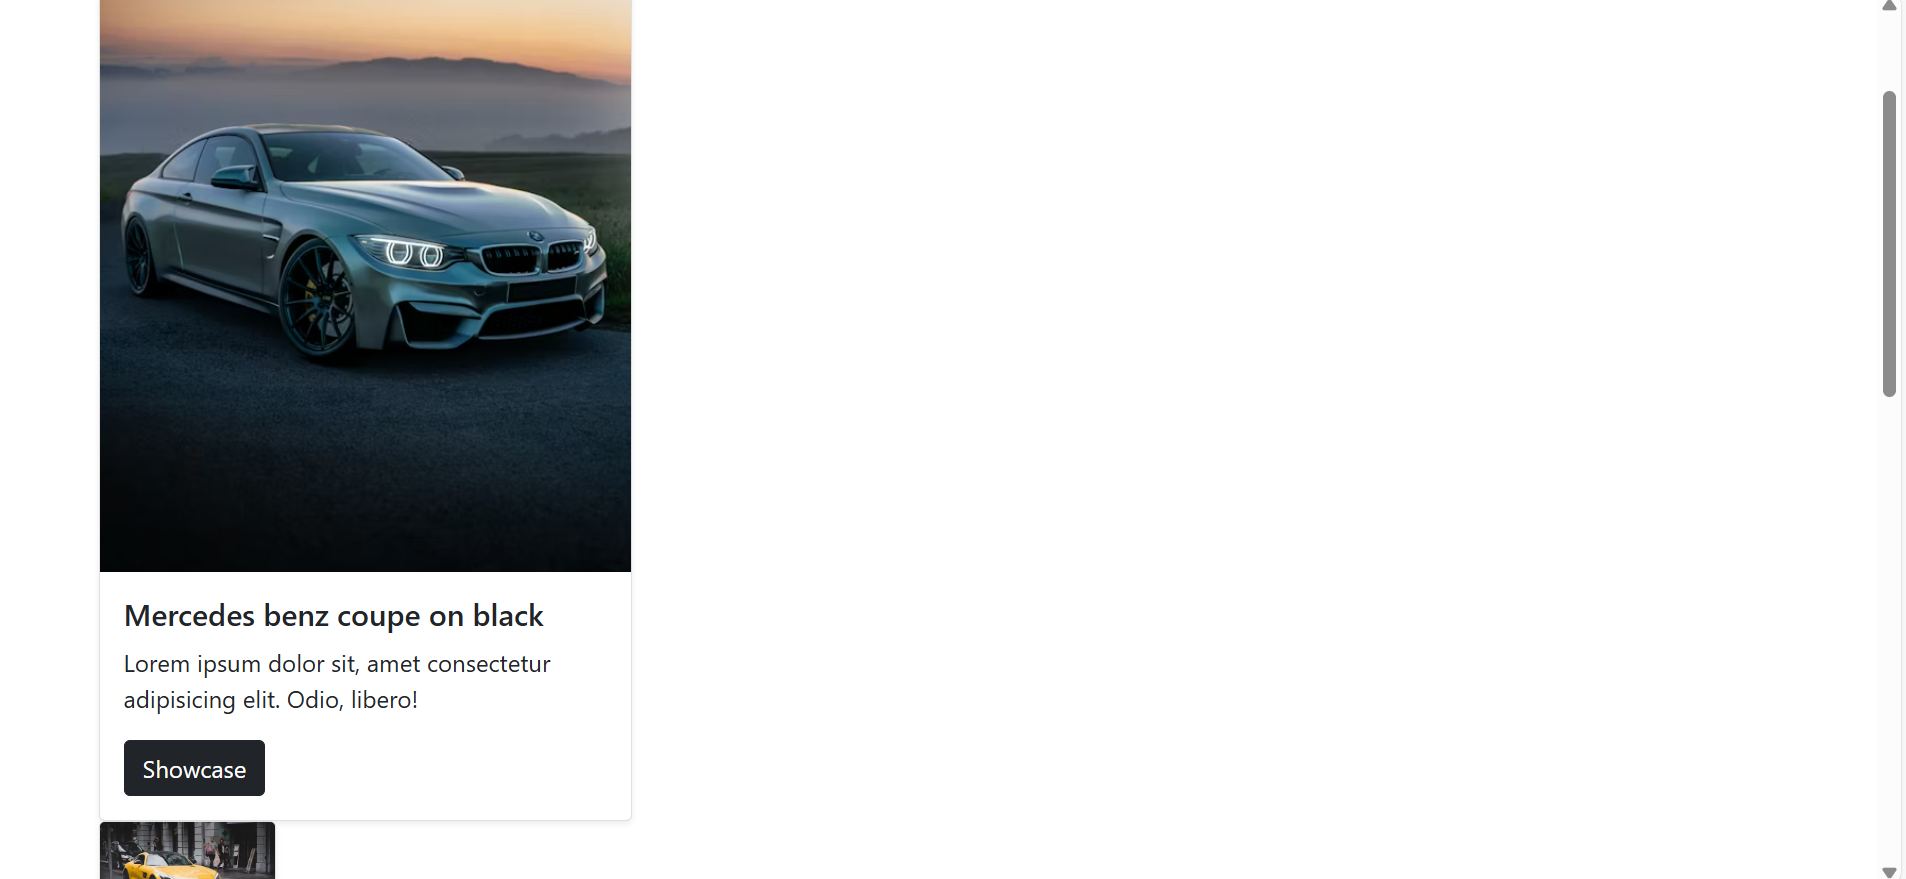 Mercedes benz coupe on black
Lorem ipsum dolor sit, amet consectetur
adipisicing elit. Odio, libero!
Showcase